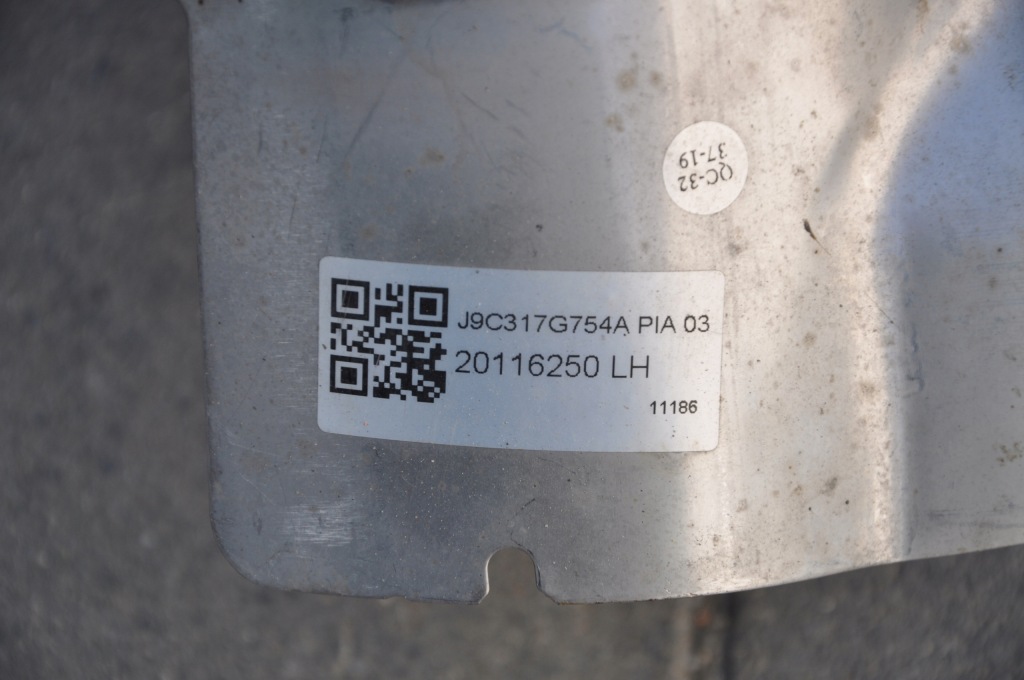 QC-32
37-19
J9C317G754A PIA 03
20116250 LH
11186